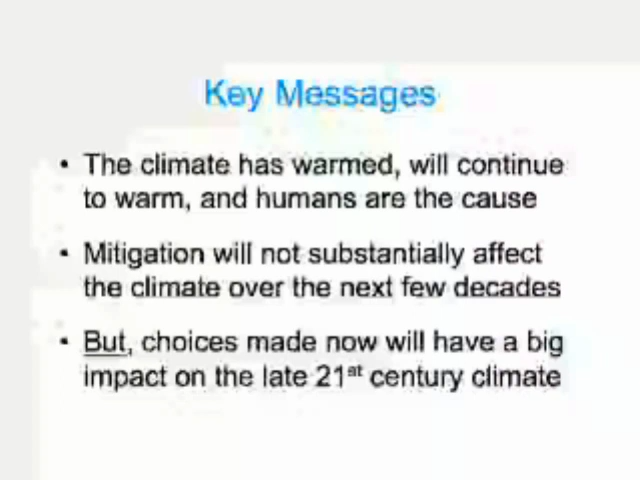 Key Messages
• The climate has warmed, will continue
to warm, and humans are the cause
• Mitigation will not substantially affect
the climate over the next few decades
• But, choices made now will have a big
impact on the late 21st century climate